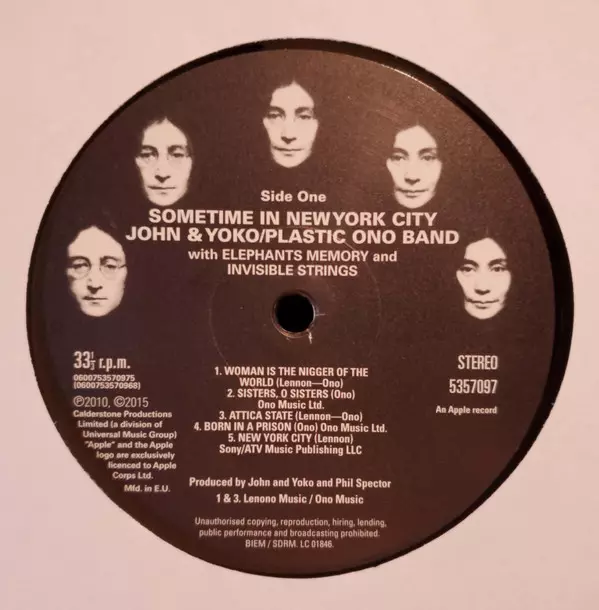 Side One
SOMETIME IN NEW YORK CITY
JOHN & YOKO/PLASTIC ONO BAND
with ELEPHANTS MEMORY and
INVISIBLE STRINGS
33⅓ r.p.m.
0600753570975
(0600753570968)
℗2010, ©2015
Calderstone Productions
Limited (a division of
Universal Music Group)
"Apple" and the Apple
logo are exclusively
licenced to Apple
Corps Ltd.
Mfd. in E.U.
1. WOMAN IS THE NIGGER OF THE
WORLD (Lennon—Ono)
2. SISTERS, O SISTERS (Ono)
Ono Music Ltd.
3. ATTICA STATE (Lennon—Ono)
4. BORN IN A PRISON (Ono) Ono Music Ltd.
5. NEW YORK CITY (Lennon)
Sony/ATV Music Publishing LLC
STEREO
5357097
An Apple record
Produced by John and Yoko and Phil Spector
1 & 3. Lenono Music / Ono Music
Unauthorised copying, reproduction, hiring, lending,
public performance and broadcasting prohibited.
BIEM / SDRM. LC 01846.